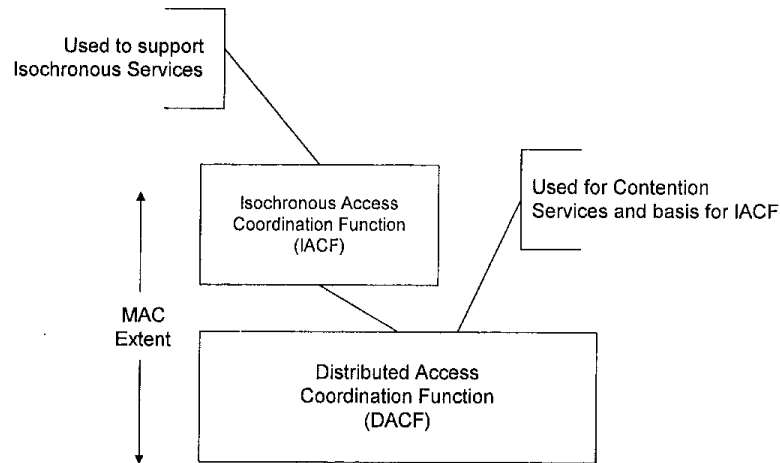 Used to support
Isochronous Services
Isochronous Access
Coordination Function
(IACF)
Used for Contention
Services and basis for IACF
MAC
Extent
Distributed Access
Coordination Function
(DACF)